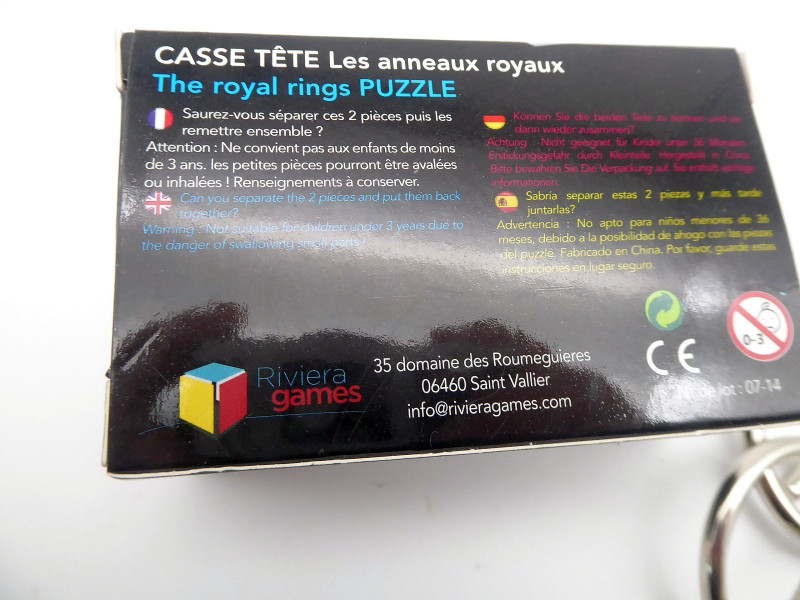 CASSE TÊTE Les anneaux royaux
The royal rings PUZZLE
Saurez-vous séparer ces 2 pièces puis les
remettre ensemble ?
Attention : Ne convient pas aux enfants de moins
de 3 ans. les petites pièces pourront être avalées
ou inhalées ! Renseignements à conserver.
Can you separate the 2 pieces and put them back
together?
Warning : Not suitable for children under 3 years due to
the danger of swallowing small parts !
Können Sie die beiden Teile zu trennen und sie
dann wieder zusammen?
Achtung : Nicht geeignet für Kinder unter 36 Monaten.
Erstickungsgefahr durch Kleinteile Hergestellt in China.
Bitte bewahren Sie Die Verpackung auf. Sie enthält wichtige
informationen.
Sabría separar estas 2 piezas y más tarde
juntarlas?
Advertencia : No apto para niños menores de 36
meses, debido a la posibilidad de ahogo con las piezas
del puzzle. Fabricado en China. Por favor, guarde estas
instrucciones en lugar seguro.
0-3
CE
de lot : 07-14
Riviera
games
35 domaine des Roumeguieres
06460 Saint Vallier
info@rivieragames.com